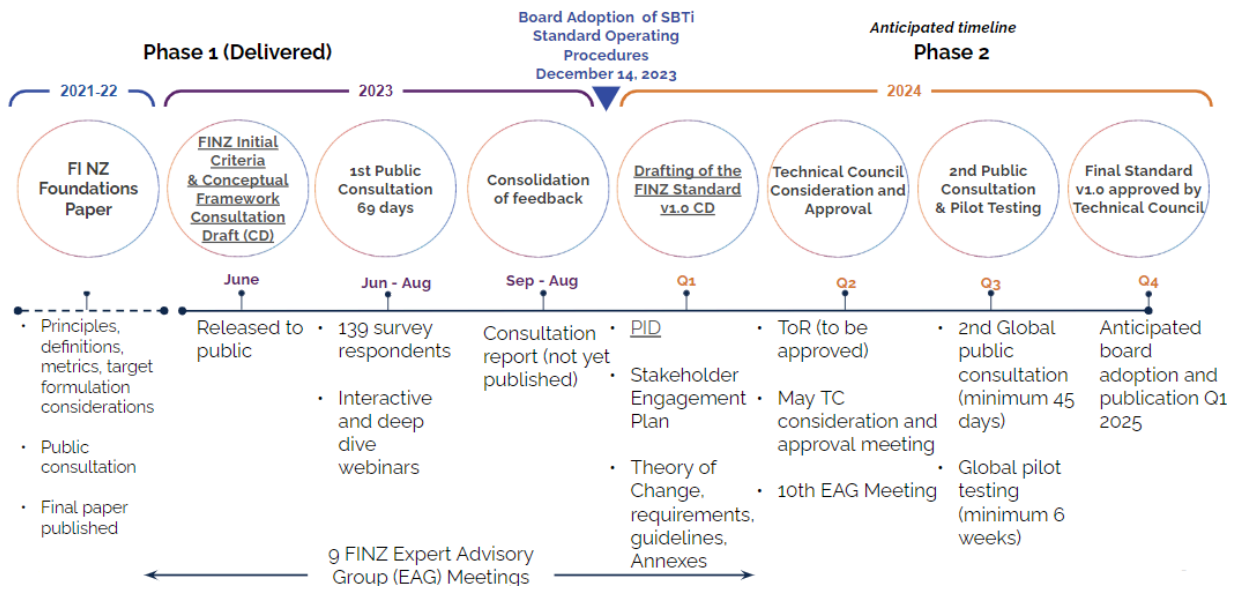 Board Adoption of SBTi
Standard Operating
Procedures
December 14, 2023
Anticipated timeline
Phase 1 (Delivered)
Phase 2
2021-22
2023
2024
FI NZ
Foundations
Paper
FINZ Initial
Criteria
& Conceptual
Framework
Consultation
Draft (CD)
1st Public
Consultation
69 days
Consolidation
of feedback
Drafting of the
FINZ Standard
v1.0 CD
Technical Council
Consideration and
Approval
2nd Public
Consultation
& Pilot Testing
Final Standard
v1.0 approved by
Technical Council
June
Jun - Aug
Sep - Aug
Q1
Q2
Q3
Q4
• Principles,
definitions,
metrics, target
formulation
considerations
• Public
consultation
• Final paper
published
Released to
public
• 139 survey
respondents
• Interactive
and deep
dive
webinars
Consultation
report (not yet
published)
• PID
• Stakeholder
Engagement
Plan
• Theory of
Change,
requirements,
guidelines,
Annexes
• ToR (to be
approved)
• May TC
consideration and
approval meeting
• 10th EAG Meeting
• 2nd Global
public
consultation
(minimum 45
days)
• Global pilot
testing
(minimum 6
weeks)
Anticipated
board
adoption and
publication Q1
2025
9 FINZ Expert Advisory
Group (EAG) Meetings